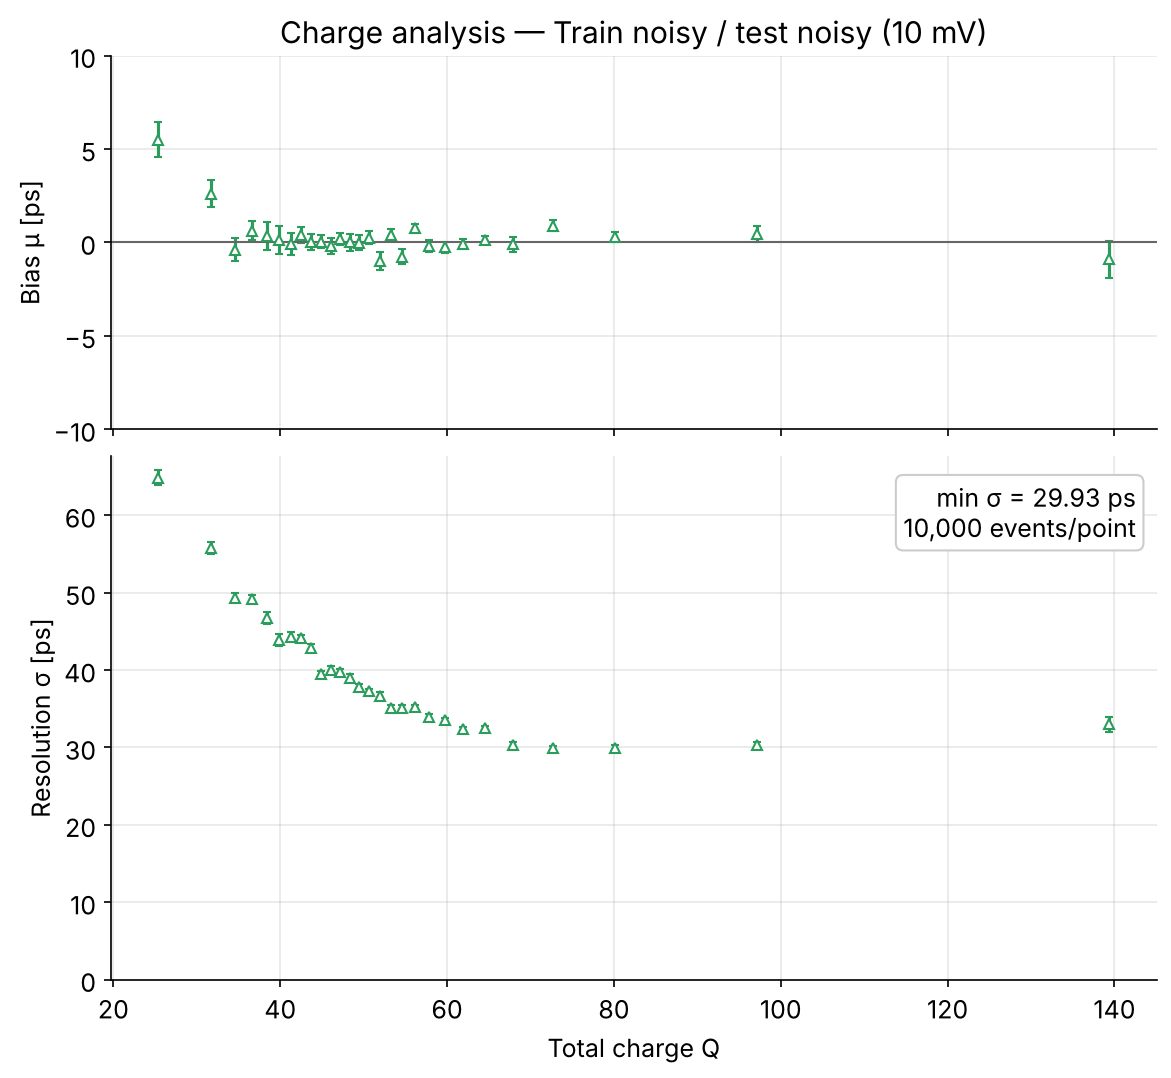 Charge analysis — Train noisy / test noisy (10 mV)
10
5
0
−5
−10
Bias μ [ps]
min σ = 29.93 ps
10,000 events/point
60
50
40
30
20
10
0
Resolution σ [ps]
20 40 60 80 100 120 140
Total charge Q